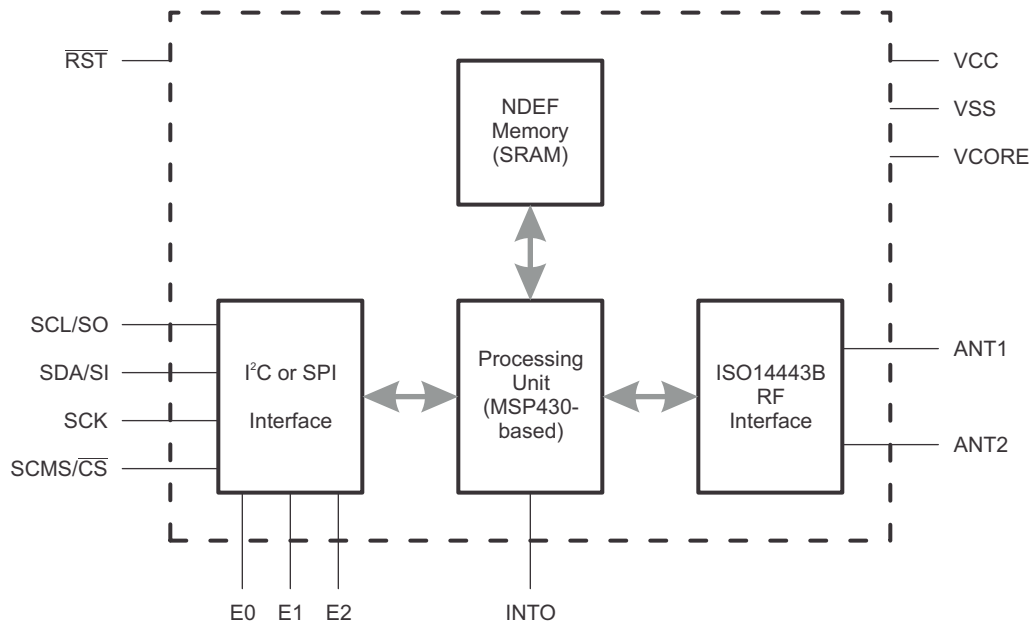 RST
VCC
NDEF
Memory
(SRAM)
VSS
VCORE
SCL/SO
SDA/SI
SCK
SCMS/CS
I²C or SPI
Interface
Processing
Unit
(MSP430-
based)
ISO14443B
RF
Interface
ANT1
ANT2
E0
E1
E2
INTO